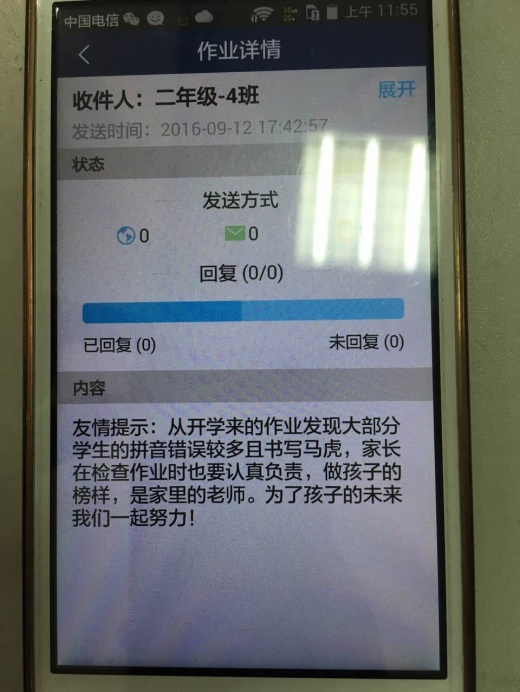 中国电信 上午 11:55
作业详情
收件人：二年级-4班 展开
发送时间：2016-09-12 17:42:57
状态
发送方式
0 0
回复 (0/0)
已回复 (0) 未回复 (0)
内容
友情提示：从开学来的作业发现大部分
学生的拼音错误较多且书写马虎，家长
在检查作业时也要认真负责，做孩子的
榜样，是家里的老师。为了孩子的未来
我们一起努力！